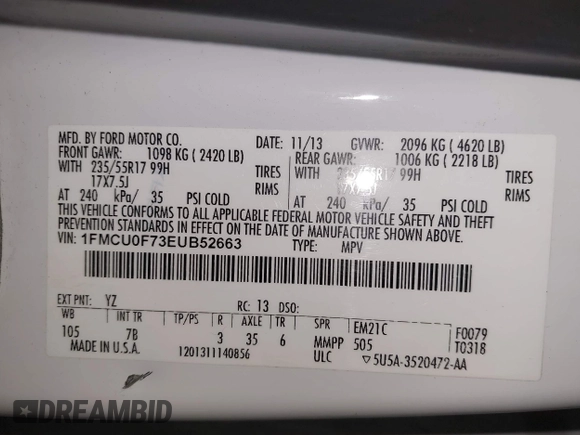 MFD. BY FORD MOTOR CO.
DATE: 11/13 GVWR: 2096 KG ( 4620 LB)
FRONT GAWR: 1098 KG ( 2420 LB)
REAR GAWR: 1006 KG ( 2218 LB)
WITH 235/55R17 99H TIRES WITH 235/55R17 99H TIRES
17X7.5J RIMS 17X7.5J RIMS
AT 240 kPa/ 35 PSI COLD AT 240 kPa/ 35 PSI COLD
THIS VEHICLE CONFORMS TO ALL APPLICABLE FEDERAL MOTOR VEHICLE SAFETY AND THEFT
PREVENTION STANDARDS IN EFFECT ON THE DATE OF MANUFACTURE SHOWN ABOVE.
VIN: 1FMCU0F73EUB52663 TYPE: MPV
EXT PNT: YZ RC: 13 DSO:
WB INT TR TP/PS R AXLE TR SPR EM21C F0079
105 7B 3 35 6 MMPP 505 T0318
MADE IN U.S.A. 1201311140856 ULC ▽5U5A-3520472-AA
DREAMBID